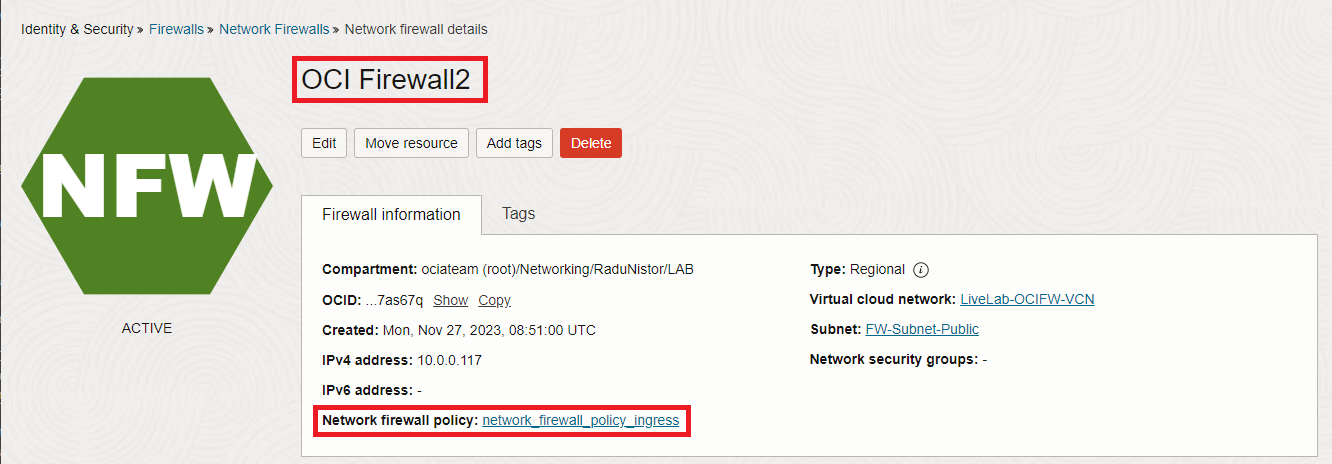 Identity & Security » Firewalls » Network Firewalls » Network firewall details
OCI Firewall2
Edit Move resource Add tags Delete
NFW
ACTIVE
Firewall information Tags
Compartment: ociateam (root)/Networking/RaduNistor/LAB
OCID: ...7as67q Show Copy
Created: Mon, Nov 27, 2023, 08:51:00 UTC
IPv4 address: 10.0.0.117
IPv6 address: -
Network firewall policy: network_firewall_policy_ingress
Type: Regional i
Virtual cloud network: LiveLab-OCIFW-VCN
Subnet: FW-Subnet-Public
Network security groups: -